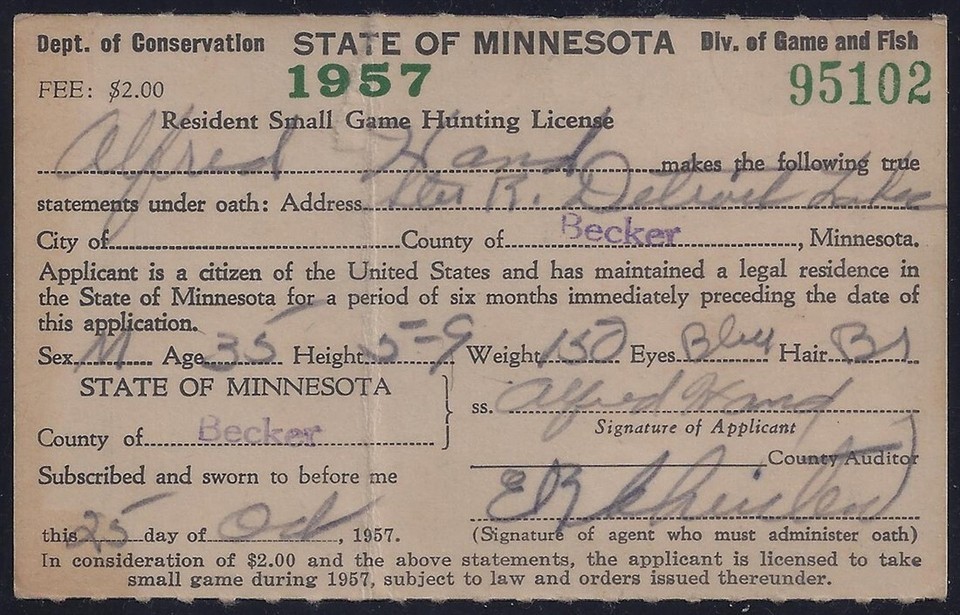 Dept. of Conservation STATE OF MINNESOTA Div. of Game and Fish
FEE: $2.00 1957 95102
Resident Small Game Hunting License
Alfred Hand makes the following true
statements under oath: Address R. Detroit Lakes
City of County of Becker, Minnesota.
Applicant is a citizen of the United States and has maintained a legal residence in
the State of Minnesota for a period of six months immediately preceding the date of
this application.
Sex M Age 35 Height 5-9 Weight 150 Eyes Blue Hair Br
STATE OF MINNESOTA
ss. Alfred Hand
Signature of Applicant
County of Becker
County Auditor
Subscribed and sworn to before me
this 25 day of Oct, 1957.
(Signature of agent who must administer oath)
In consideration of $2.00 and the above statements, the applicant is licensed to take
small game during 1957, subject to law and orders issued thereunder.